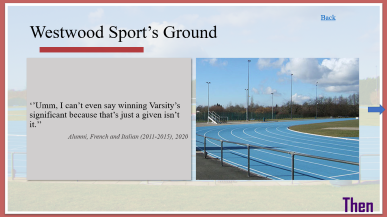 Back
Westwood Sport's Ground
"Umm, I can't even say winning Varsity's
significant because that's just a given isn't
it."
Alumni, French and Italian (2011-2015), 2020
Then